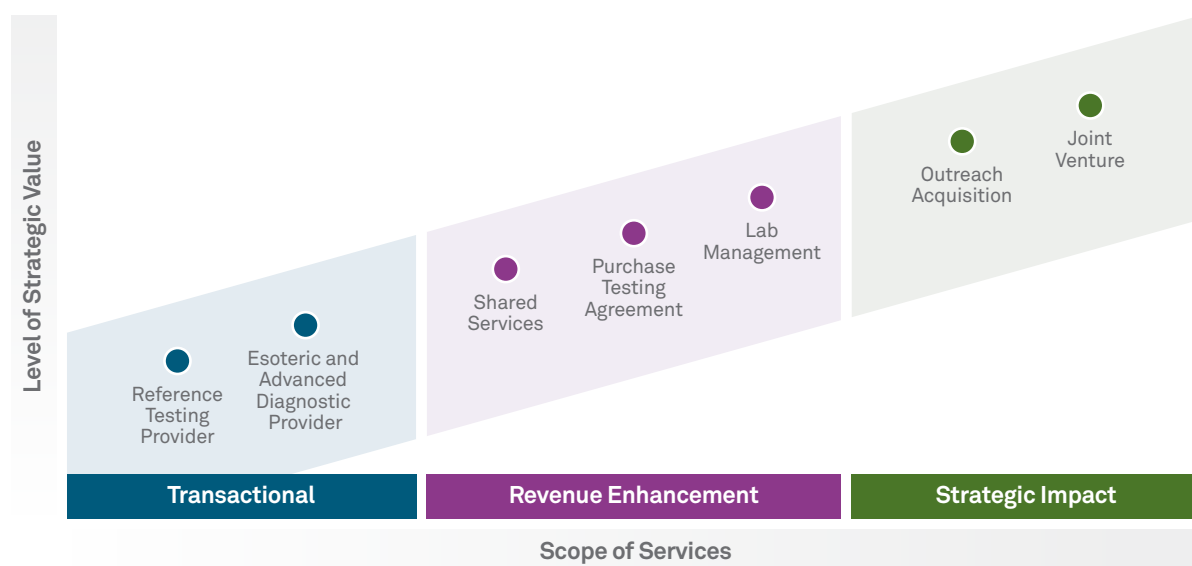 Level of Strategic Value
Reference
Testing
Provider
Esoteric and
Advanced
Diagnostic
Provider
Shared
Services
Purchase
Testing
Agreement
Lab
Management
Outreach
Acquisition
Joint
Venture
Transactional
Revenue Enhancement
Strategic Impact
Scope of Services